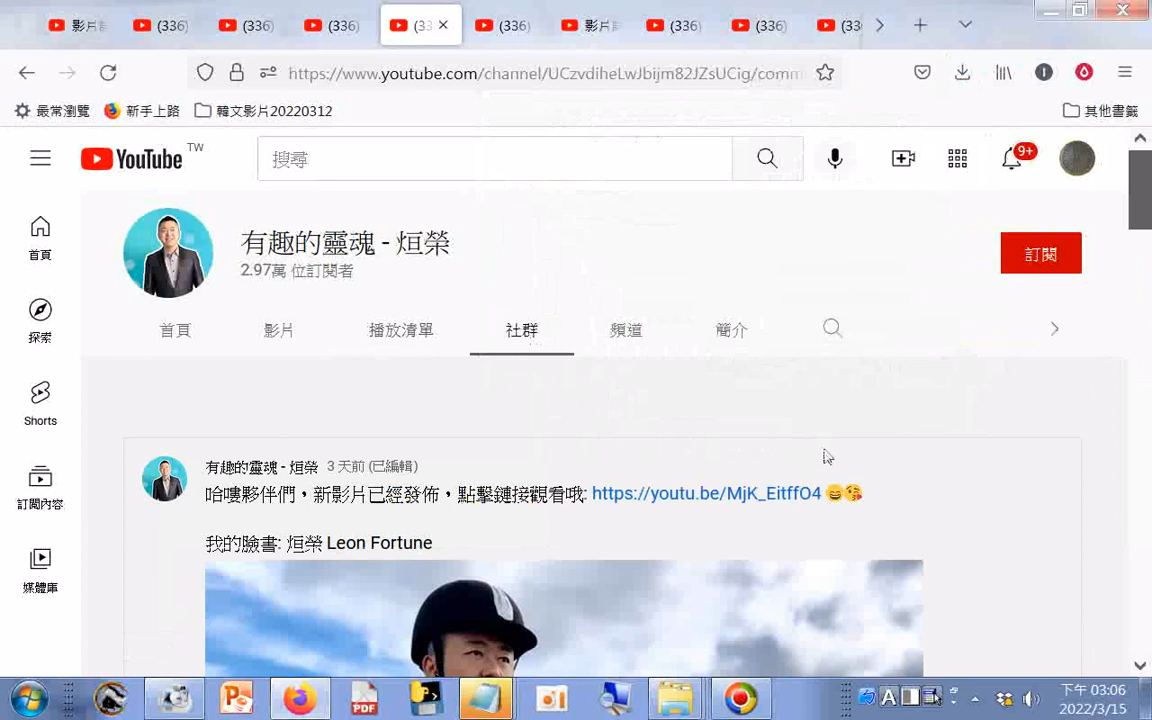 影片
(336)
(336)
(336)
(33
(336)
影片
(336)
(336)
(33
https://www.youtube.com/channel/UCzvdiheLwJbijm82JZsUCig/comm
最常瀏覽
新手上路
韓文影片20220312
其他書籤
YouTube TW
搜尋
9+
有趣的靈魂 - 烜榮
2.97萬 位訂閱者
訂閱
首頁
探索
Shorts
訂閱內容
媒體庫
首頁
影片
播放清單
社群
頻道
簡介
有趣的靈魂 - 烜榮 3 天前 (已編輯)
哈嘍夥伴們，新影片已經發佈，點擊鏈接觀看哦: https://youtu.be/MjK_EitffO4
我的臉書: 烜榮 Leon Fortune
PDF
A
下午 03:06
2022/3/15